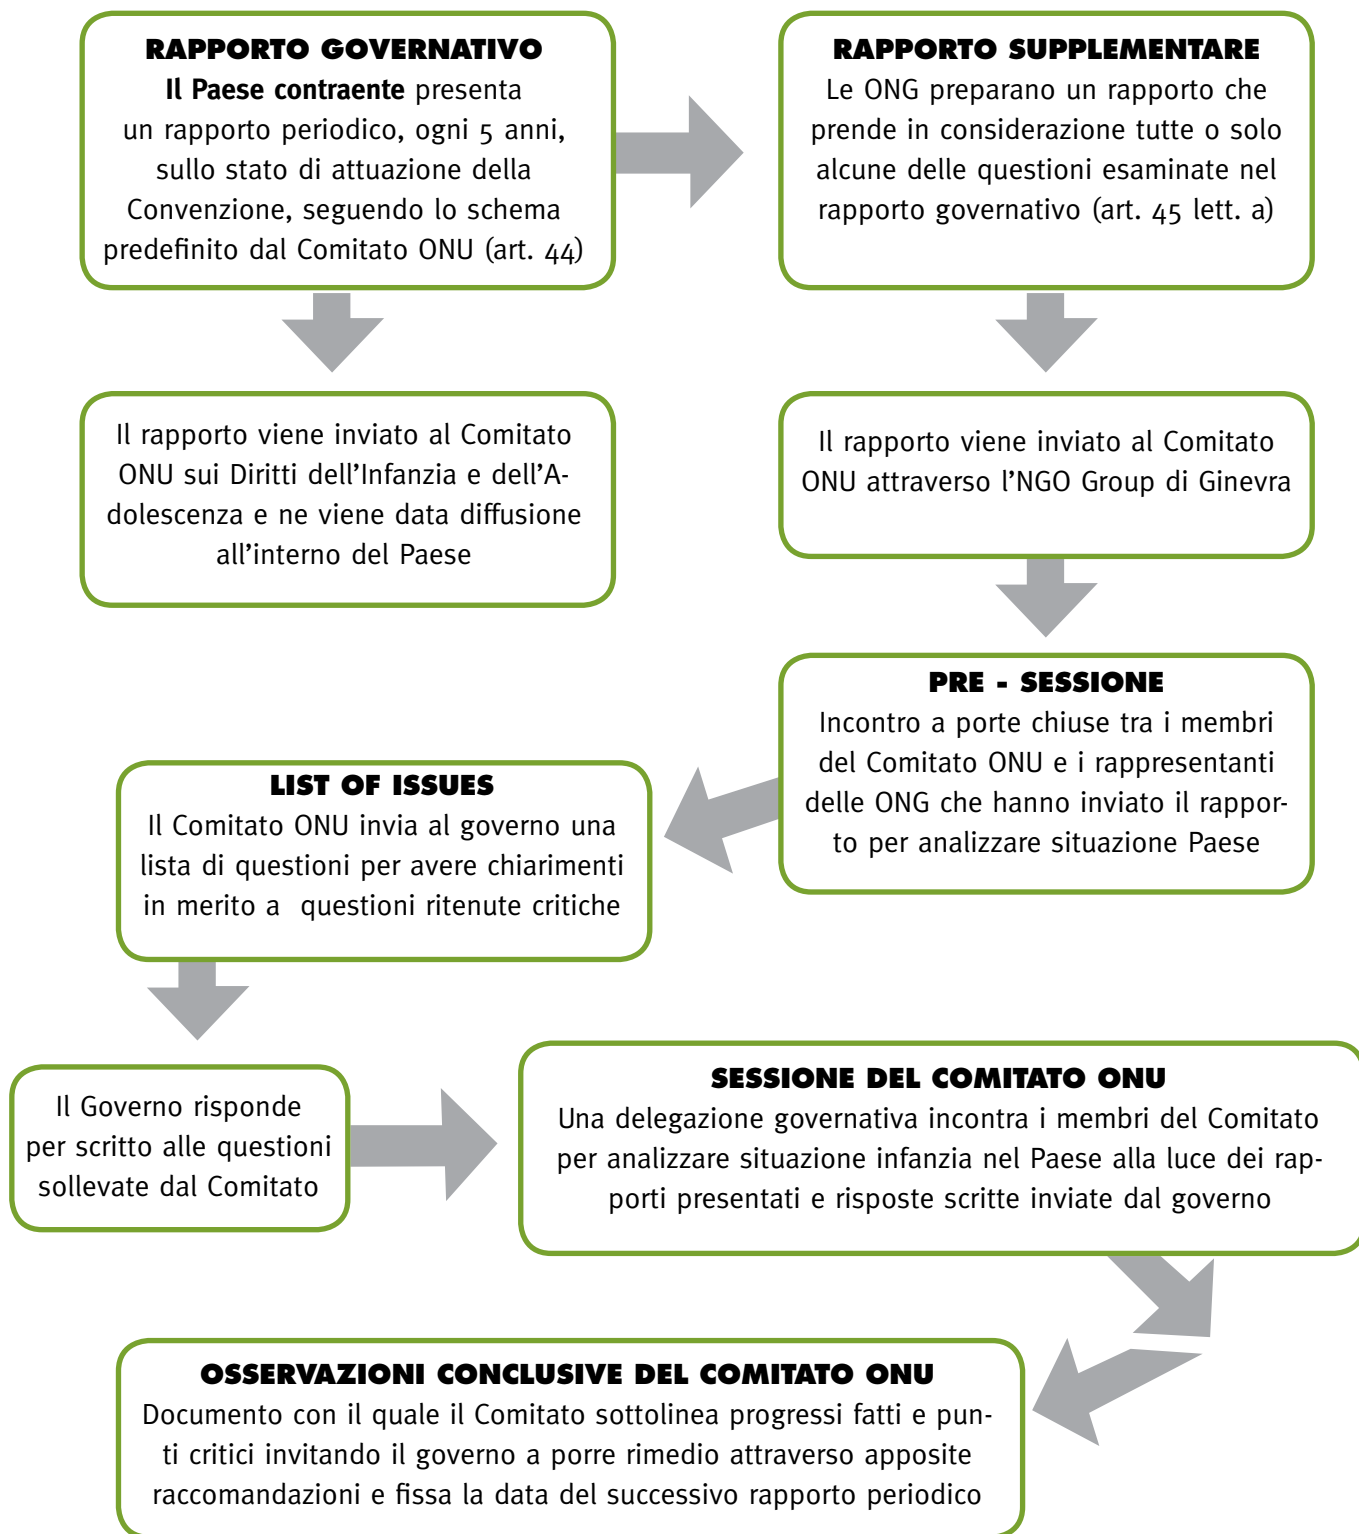 RAPPORTO GOVERNATIVO
Il Paese contraente presenta
un rapporto periodico, ogni 5 anni,
sullo stato di attuazione della
Convenzione, seguendo lo schema
predefinito dal Comitato ONU (art. 44)
RAPPORTO SUPPLEMENTARE
Le ONG preparano un rapporto che
prende in considerazione tutte o solo
alcune delle questioni esaminate nel
rapporto governativo (art. 45 lett. a)
Il rapporto viene inviato al Comitato
ONU sui Diritti dell'Infanzia e dell'A-
dolescenza e ne viene data diffusione
all'interno del Paese
Il rapporto viene inviato al Comitato
ONU attraverso l'NGO Group di Ginevra
PRE - SESSIONE
Incontro a porte chiuse tra i membri
del Comitato ONU e i rappresentanti
delle ONG che hanno inviato il rappor-
to per analizzare situazione Paese
LIST OF ISSUES
Il Comitato ONU invia al governo una
lista di questioni per avere chiarimenti
in merito a  questioni ritenute critiche
Il Governo risponde
per scritto alle questioni
sollevate dal Comitato
SESSIONE DEL COMITATO ONU
Una delegazione governativa incontra i membri del Comitato
per analizzare situazione infanzia nel Paese alla luce dei rap-
porti presentati e risposte scritte inviate dal governo
OSSERVAZIONI CONCLUSIVE DEL COMITATO ONU
Documento con il quale il Comitato sottolinea progressi fatti e pun-
ti critici invitando il governo a porre rimedio attraverso apposite
raccomandazioni e fissa la data del successivo rapporto periodico